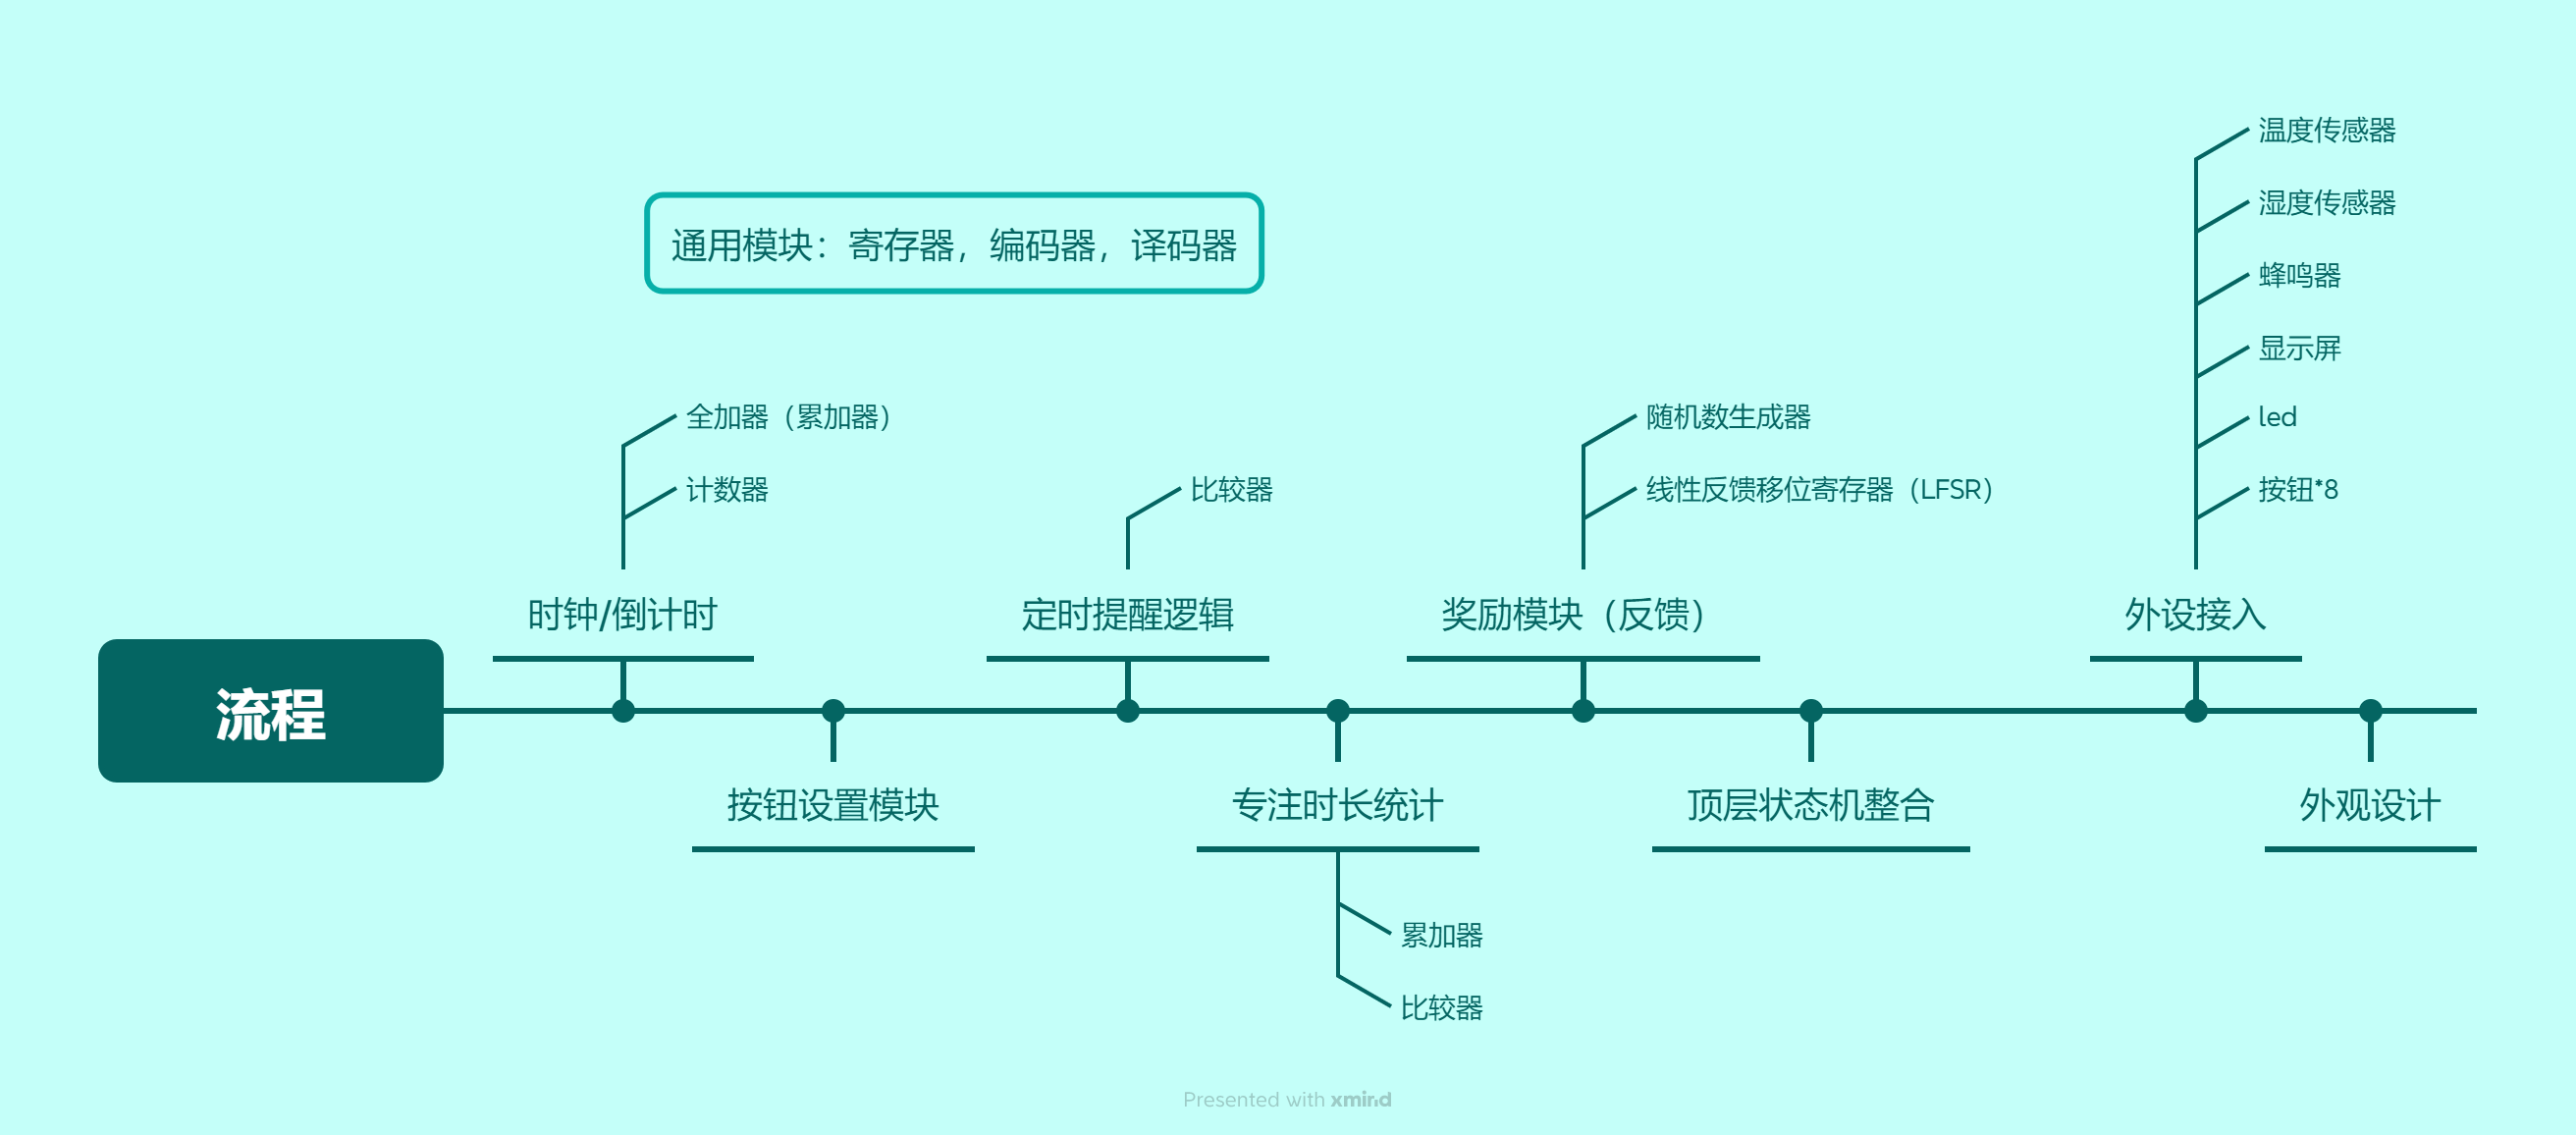 流程
通用模块：寄存器，编码器，译码器
时钟/倒计时
全加器（累加器）
计数器
按钮设置模块
定时提醒逻辑
比较器
专注时长统计
累加器
比较器
奖励模块（反馈）
随机数生成器
线性反馈移位寄存器（LFSR）
顶层状态机整合
外设接入
温度传感器
湿度传感器
蜂鸣器
显示屏
led
按钮*8
外观设计
Presented with xmind